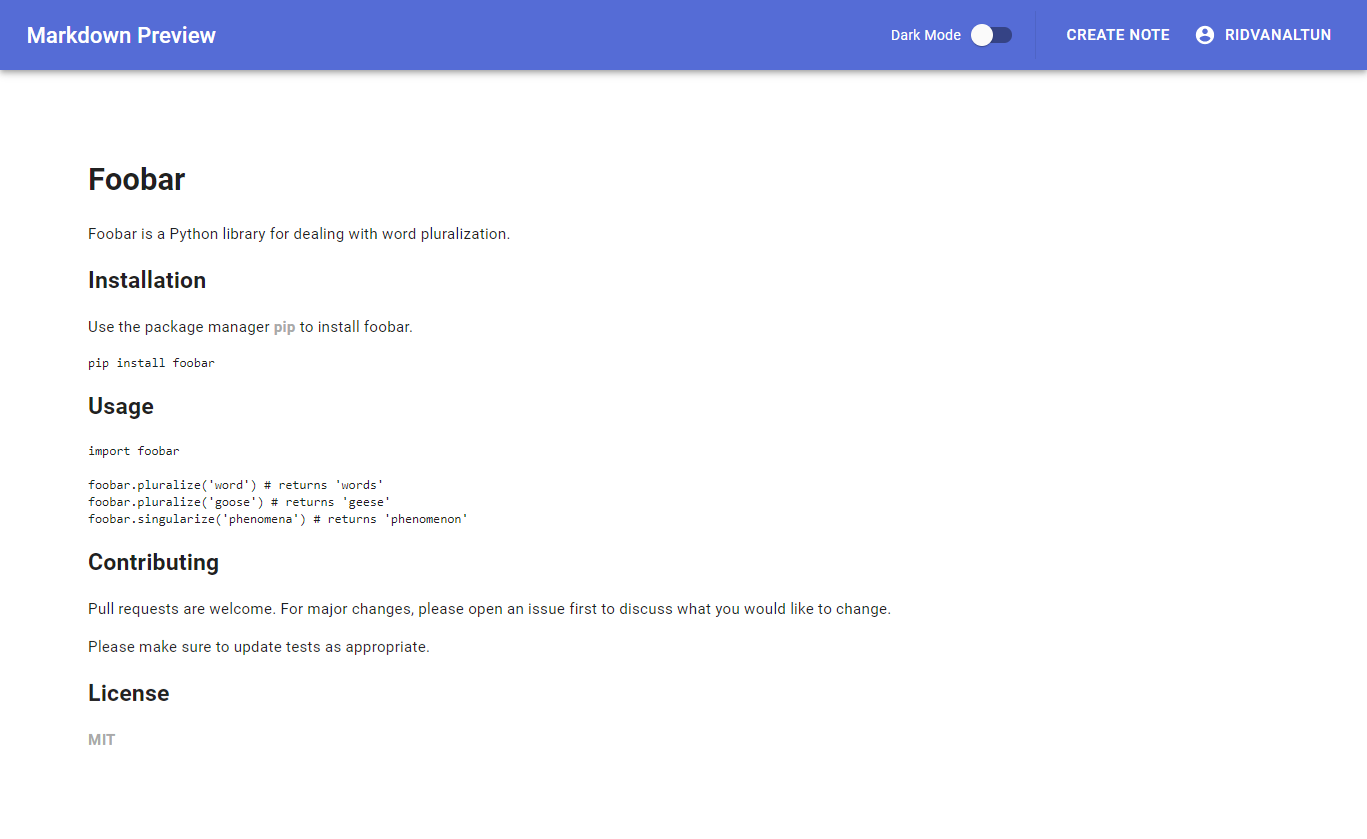 Markdown Preview
Dark Mode
CREATE NOTE
RIDVANALTUN
Foobar
Foobar is a Python library for dealing with word pluralization.
Installation
Use the package manager pip to install foobar.
pip install foobar
Usage
import foobar
foobar.pluralize('word') # returns 'words'
foobar.pluralize('goose') # returns 'geese'
foobar.singularize('phenomena') # returns 'phenomenon'
Contributing
Pull requests are welcome. For major changes, please open an issue first to discuss what you would like to change.
Please make sure to update tests as appropriate.
License
MIT